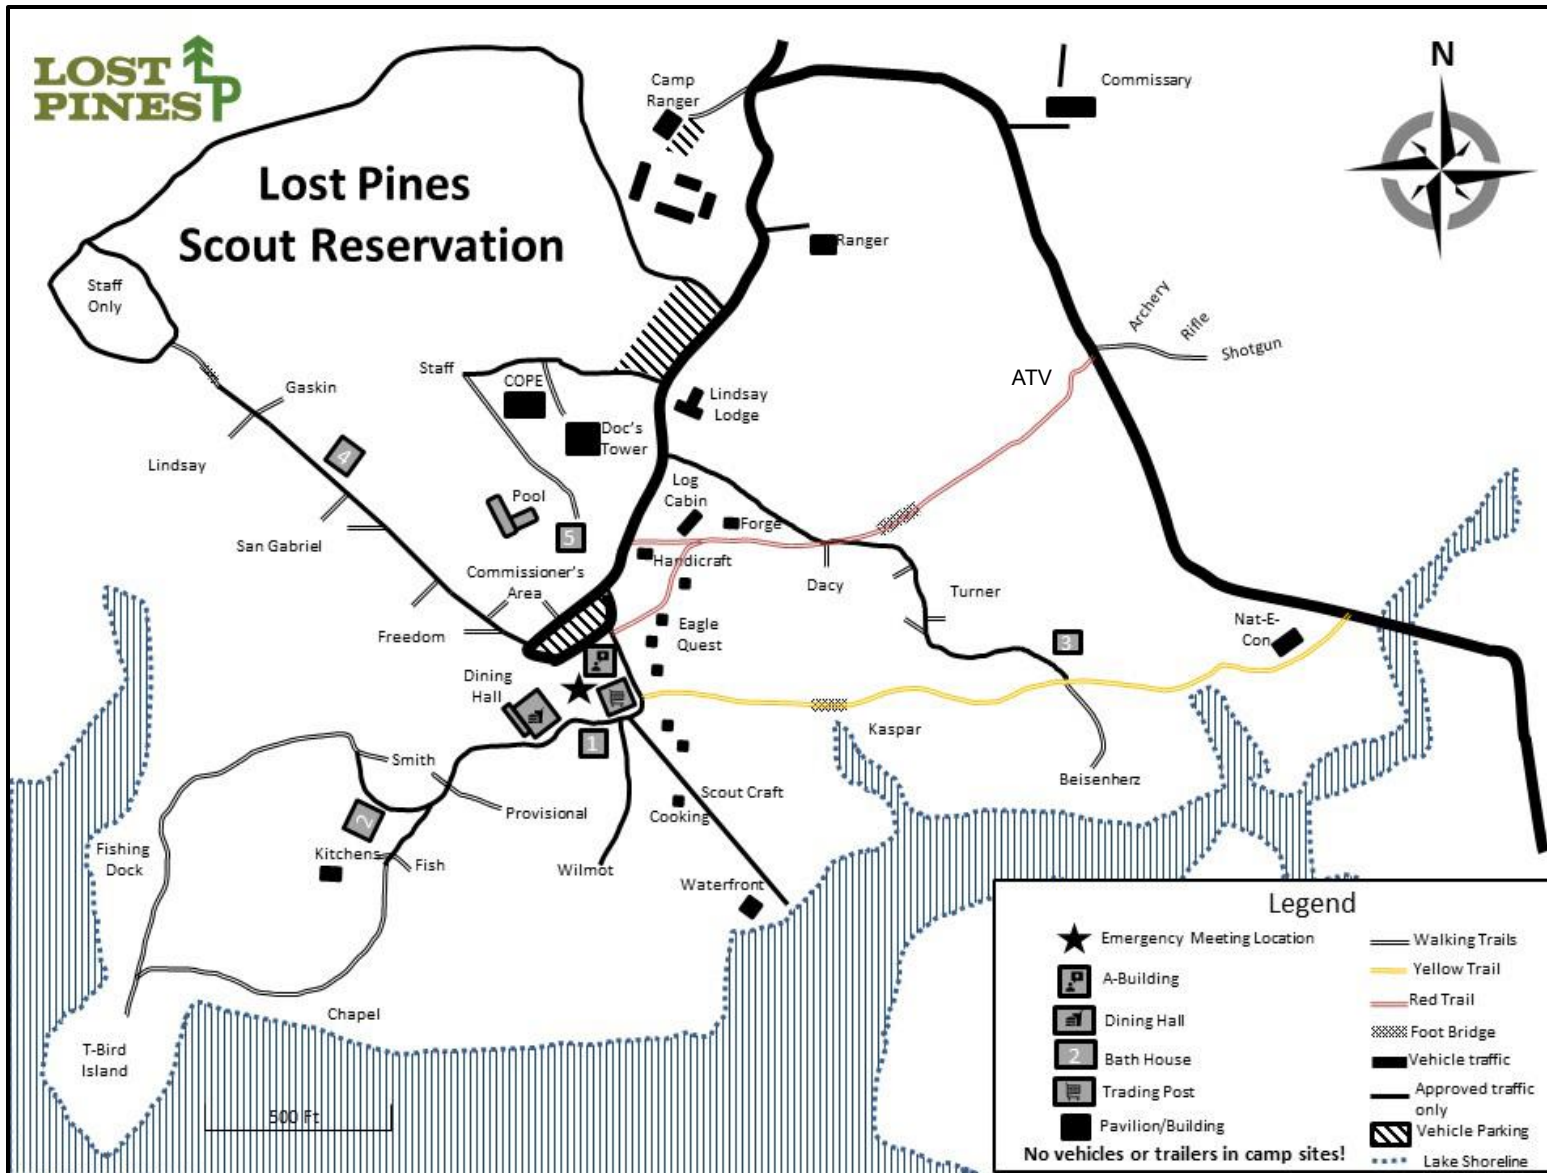 LOST
PINES
LP
Lost Pines
Scout Reservation
Camp
Ranger
Commissary
N
Ranger
Staff
Only
Archery
Rifle
Shotgun
ATV
Staff
COPE
Gaskin
Lindsay
Lodge
Doc's
Tower
Lindsay
4
Log
Cabin
Pool
Forge
5
San Gabriel
Handicraft
Commissioner's
Area
Dacy
Turner
Freedom
Eagle
Quest
3
Nat-E-
Con
Dining
Hall
Kaspar
1
Smith
Beisenherz
Scout Craft
Cooking
Provisional
2
Kitchens
Fish
Fishing
Dock
Wilmot
Waterfront
Chapel
T-Bird
Island
500 Ft
Legend
Emergency Meeting Location
A-Building
Dining Hall
2
Bath House
Trading Post
Pavilion/Building
No vehicles or trailers in camp sites!
Walking Trails
Yellow Trail
Red Trail
Foot Bridge
Vehicle traffic
Approved traffic
only
Vehicle Parking
Lake Shoreline